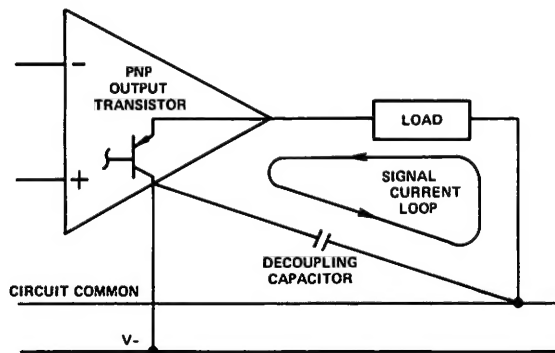 -
PNP
OUTPUT
TRANSISTOR
LOAD
+
SIGNAL
CURRENT
LOOP
DECOUPLING
CAPACITOR
CIRCUIT COMMON
V-